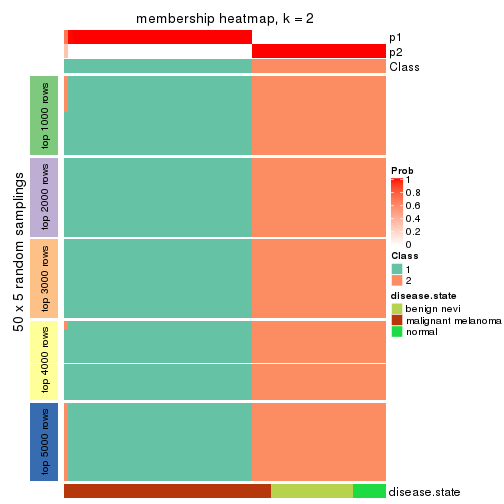 membership heatmap, k = 2
p1
p2
Class
50 x 5 random samplings
top 1000 rows
top 2000 rows
top 3000 rows
top 4000 rows
top 5000 rows
Prob
1
0.8
0.6
0.4
0.2
0
Class
1
2
disease.state
benign nevi
malignant melanoma
normal
disease.state